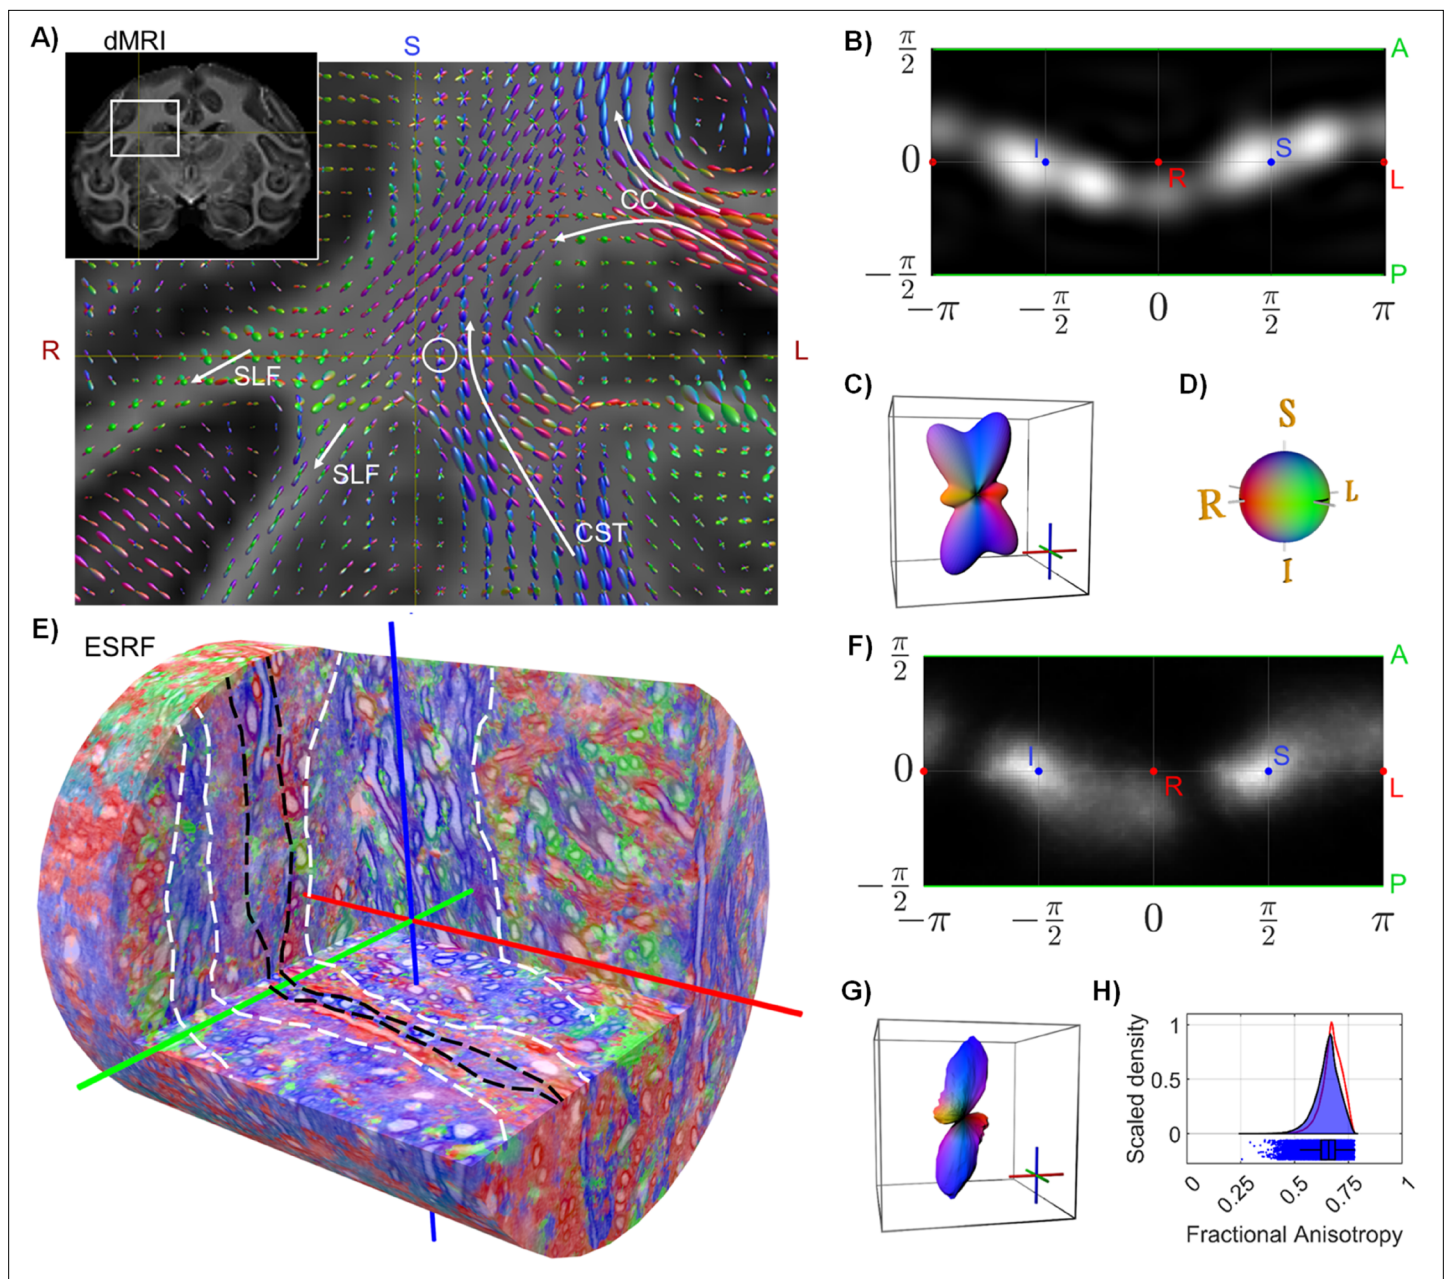 A)
dMRI
S
R
L
CC
SLF
SLF
CST
B)
π/2
0
−π/2
−π
−π/2
0
π/2
π
A
I
R
S
L
P
C)
D)
S
R
L
I
E)
ESRF
F)
π/2
0
−π/2
−π
−π/2
0
π/2
π
A
I
R
S
L
P
G)
H)
Scaled density
1
0.5
0
0
0.25
0.5
0.75
1
Fractional Anisotropy